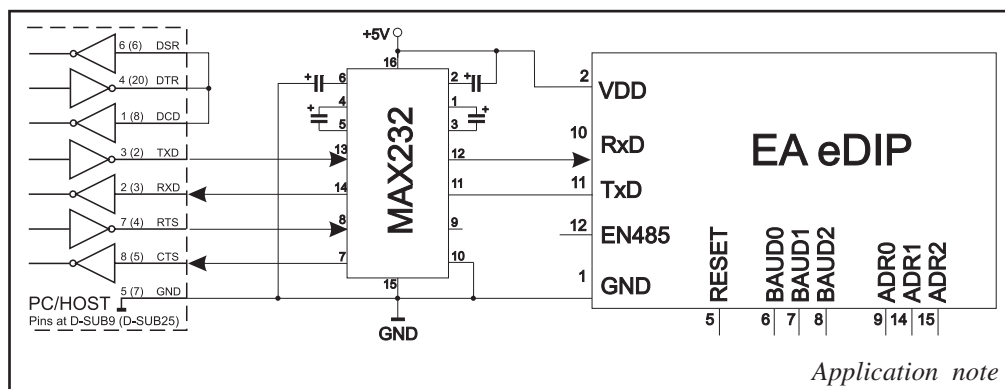 6 (6) DSR
4 (20) DTR
1 (8) DCD
3 (2) TXD
2 (3) RXD
7 (4) RTS
8 (5) CTS
5 (7) GND
PC/HOST
Pins at D-SUB9 (D-SUB25)
+5V
16
6
4
5
13
14
8
7
15
MAX232
2
1
3
12
11
9
10
+
+
+
+
GND
EA eDIP
2 VDD
10 RxD
11 TxD
12 EN485
1 GND
RESET
BAUD0
BAUD1
BAUD2
ADR0
ADR1
ADR2
5
6
7
8
9
14
15
Application note